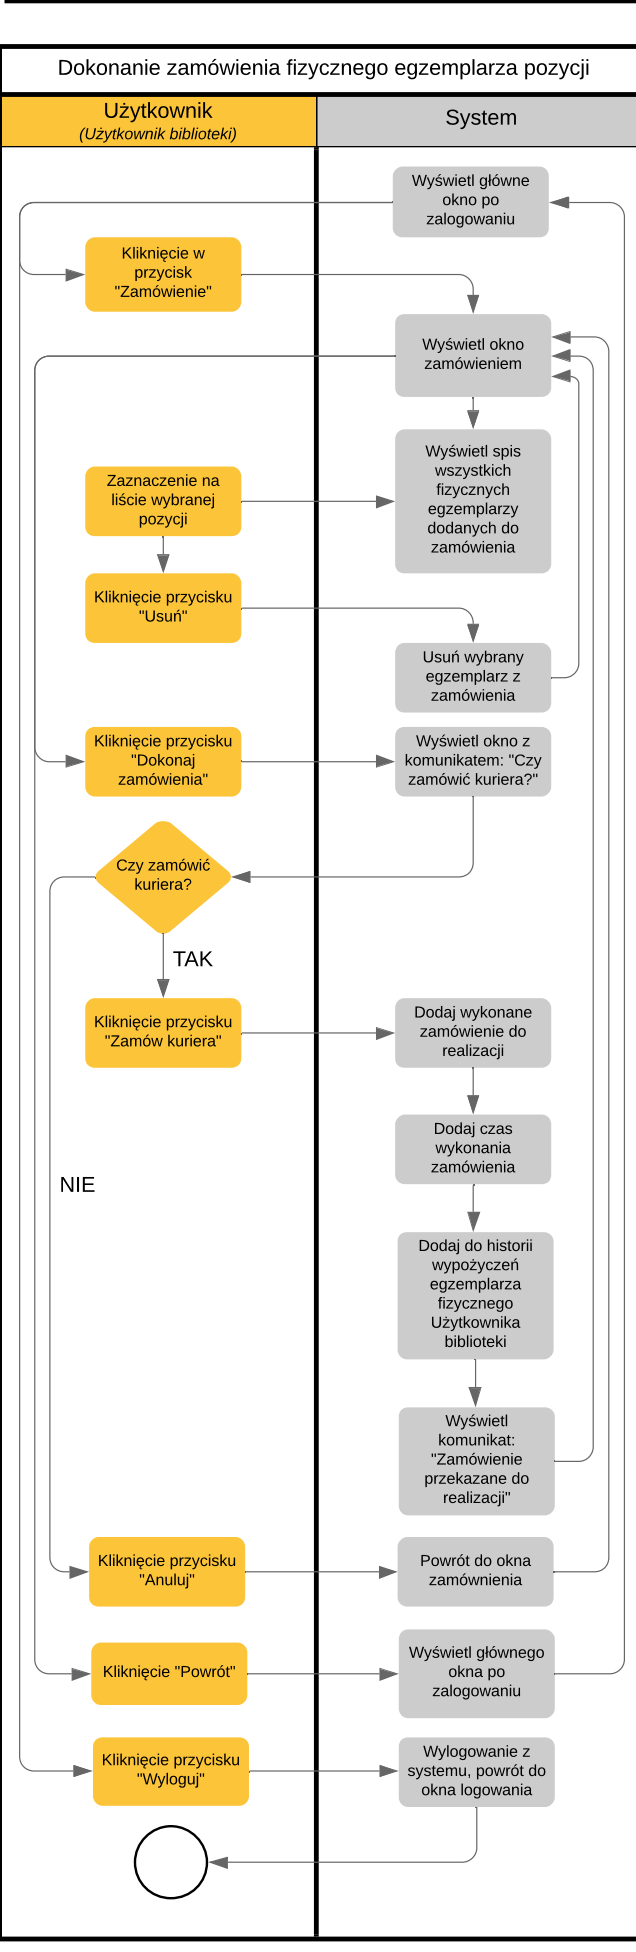 Dokonanie zamówienia fizycznego egzemplarza pozycji
Użytkownik
(Użytkownik biblioteki)
System
Wyświetl główne
okno po
zalogowaniu
Kliknięcie w
przycisk
"Zamówienie"
Wyświetl okno
zamówieniem
Wyświetl spis
wszystkich
fizycznych
egzemplarzy
dodanych do
zamówienia
Zaznaczenie na
liście wybranej
pozycji
Kliknięcie przycisku
"Usuń"
Usuń wybrany
egzemplarz z
zamówienia
Kliknięcie przycisku
"Dokonaj
zamówienia"
Wyświetl okno z
komunikatem: "Czy
zamówić kuriera?"
Czy zamówić
kuriera?
TAK
Kliknięcie przycisku
"Zamów kuriera"
Dodaj wykonane
zamówienie do
realizacji
Dodaj czas
wykonania
zamówienia
NIE
Dodaj do historii
wypożyczeń
egzemplarza
fizycznego
Użytkownika
biblioteki
Wyświetl
komunikat:
"Zamówienie
przekazane do
realizacji"
Kliknięcie przycisku
"Anuluj"
Powrót do okna
zamównienia
Kliknięcie "Powrót"
Wyświetl głównego
okna po
zalogowaniu
Kliknięcie przycisku
"Wyloguj"
Wylogowanie z
systemu, powrót do
okna logowania